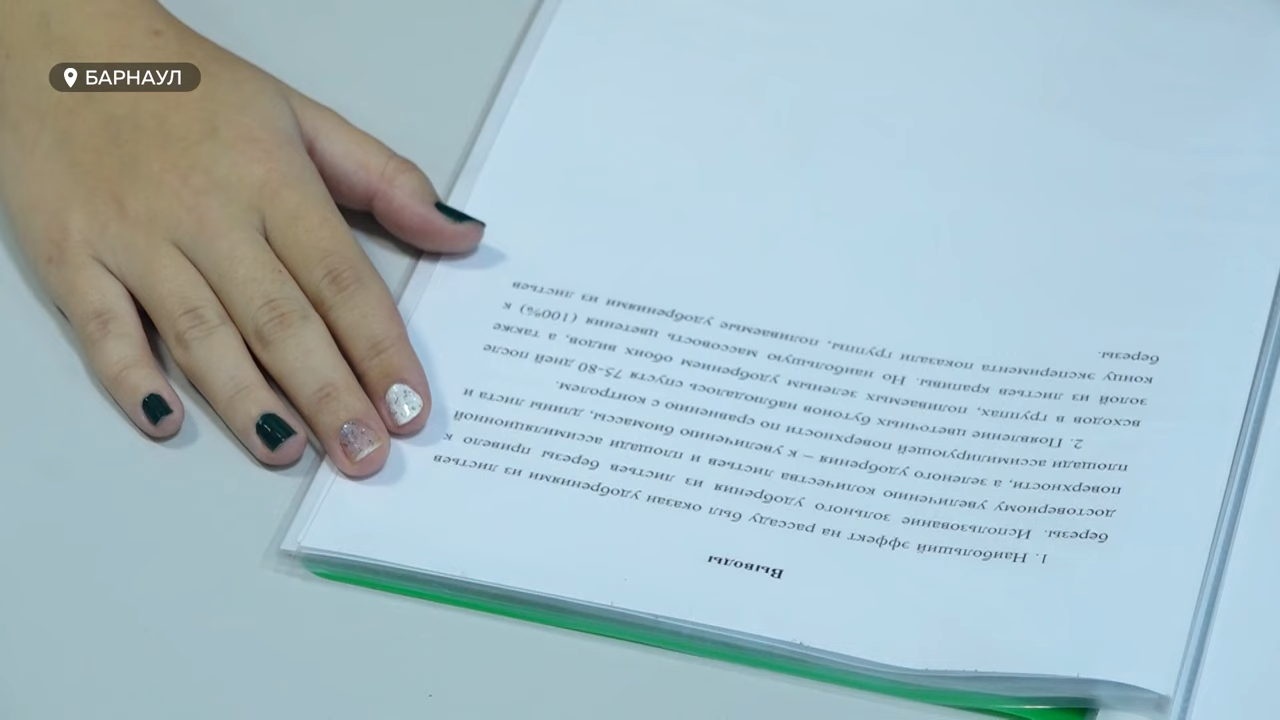 БАРНАУЛ
Выводы
1. Наибольший эффект на рассаду был оказан удобрениями из листьев
березы. Использование зольного удобрения из листьев березы привело к
достоверному увеличению количества листьев и площади ассимиляционной
поверхности, а зеленого удобрения – к увеличению биомассы, длины листа и
площади ассимилирующей поверхности по сравнению с контролем.
2. Появление цветочных бутонов наблюдалось спустя 75-80 дней после
всходов в группах, поливаемых зеленым удобрением обоих видов, а также
золой из листьев крапивы. Но наибольшую массовость цветения (100%) к
концу эксперимента показали группы, поливаемые удобрениями из листьев
березы.